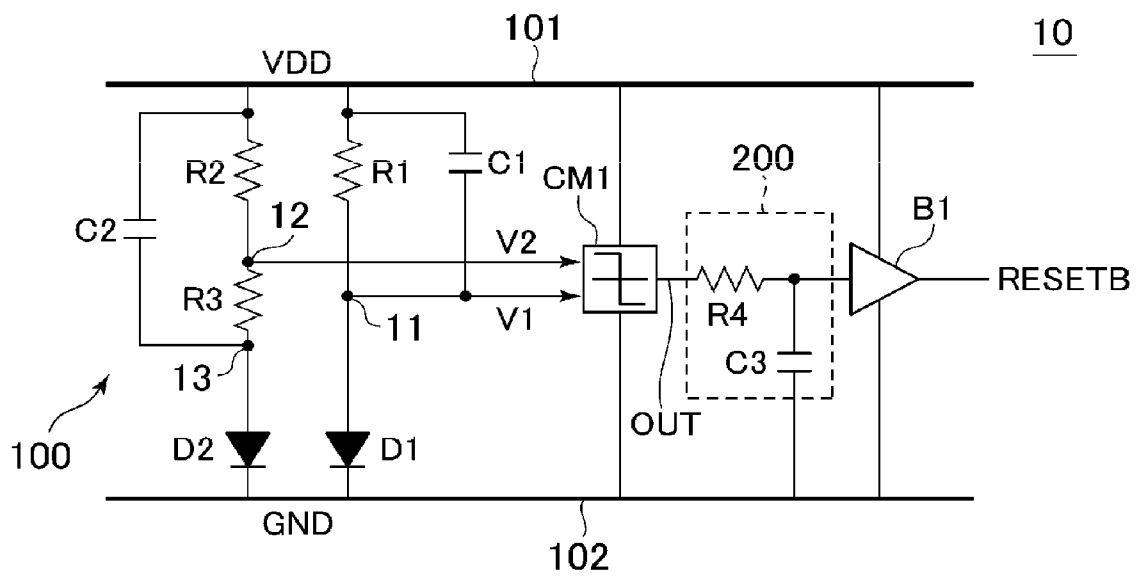 10
101
VDD
R2
R1
C1
C2
12
V2
CM1
200
B1
R3
11
V1
R4
RESETB
13
C3
OUT
100
D2
D1
GND
102